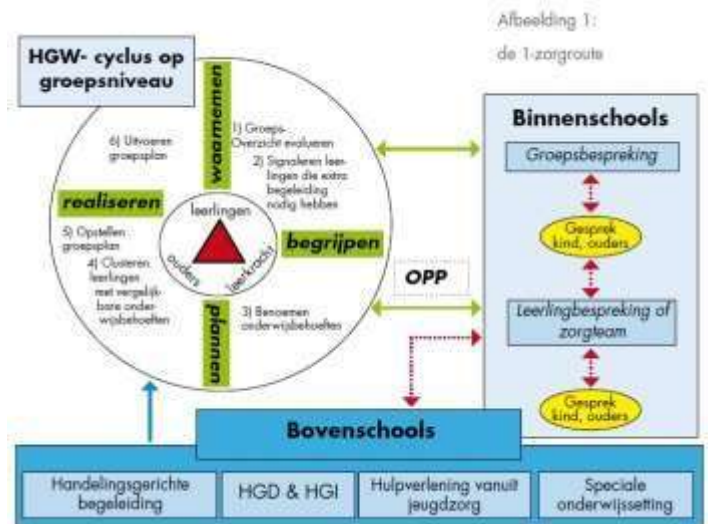 Afbeelding 1:
de 1-zorgroute
HGW- cyclus op
groepsniveau
waarnemen
1) Groeps-
Overzicht evalueren
2) Signaleren leer-
lingen die extra
begeleiding
nodig hebben
begrijpen
3) Benoemen
onderwijsbehoeften
plannen
4) Clusteren
leerlingen
met vergelijk-
bare onder-
wijsbehoeften
5) Opstellen
groepsplan
realiseren
6) Uitvoeren
groepsplan
leerlingen
ouders
leerkracht
OPP
Binnenschools
Groepsbespreking
Gesprek
kind, ouders
Leerlingbespreking of
zorgteam
Gesprek
kind, ouders
Bovenschools
Handelingsgerichte
begeleiding
HGD & HGI
Hulpverlening vanuit
jeugdzorg
Speciale
onderwijssetting